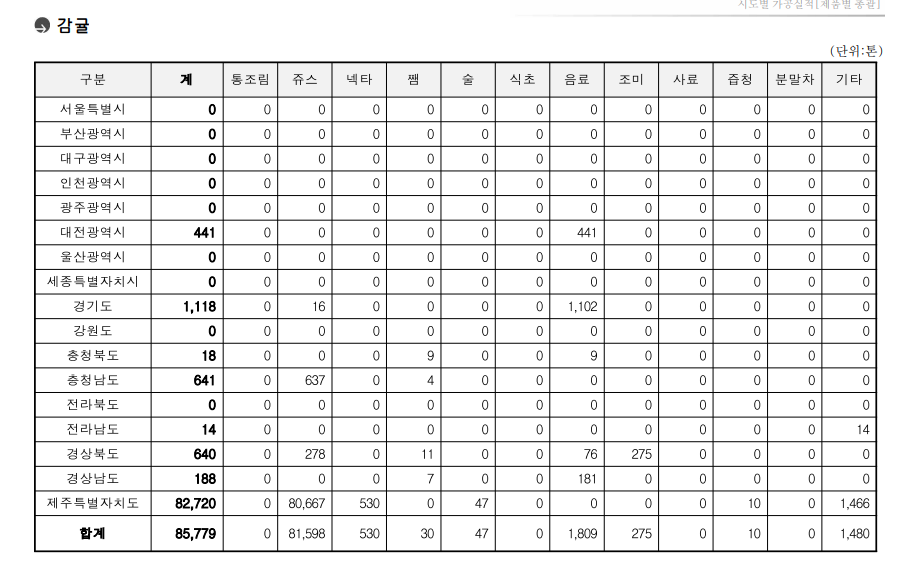 시도별 가공실적[제품별 총괄]
감귤
(단위:톤)
구분 계 통조림 쥬스 넥타 쨈 술 식초 음료 조미 사료 즙청 분말차 기타
서울특별시 0 0 0 0 0 0 0 0 0 0 0 0 0
부산광역시 0 0 0 0 0 0 0 0 0 0 0 0 0
대구광역시 0 0 0 0 0 0 0 0 0 0 0 0 0
인천광역시 0 0 0 0 0 0 0 0 0 0 0 0 0
광주광역시 0 0 0 0 0 0 0 0 0 0 0 0 0
대전광역시 441 0 0 0 0 0 0 441 0 0 0 0 0
울산광역시 0 0 0 0 0 0 0 0 0 0 0 0 0
세종특별자치시 0 0 0 0 0 0 0 0 0 0 0 0 0
경기도 1,118 0 16 0 0 0 0 1,102 0 0 0 0 0
강원도 0 0 0 0 0 0 0 0 0 0 0 0 0
충청북도 18 0 0 0 9 0 0 9 0 0 0 0 0
충청남도 641 0 637 0 4 0 0 0 0 0 0 0 0
전라북도 0 0 0 0 0 0 0 0 0 0 0 0 0
전라남도 14 0 0 0 0 0 0 0 0 0 0 0 14
경상북도 640 0 278 0 11 0 0 76 275 0 0 0 0
경상남도 188 0 0 0 7 0 0 181 0 0 0 0 0
제주특별자치도 82,720 0 80,667 530 0 47 0 0 0 0 10 0 1,466
합계 85,779 0 81,598 530 30 47 0 1,809 275 0 10 0 1,480